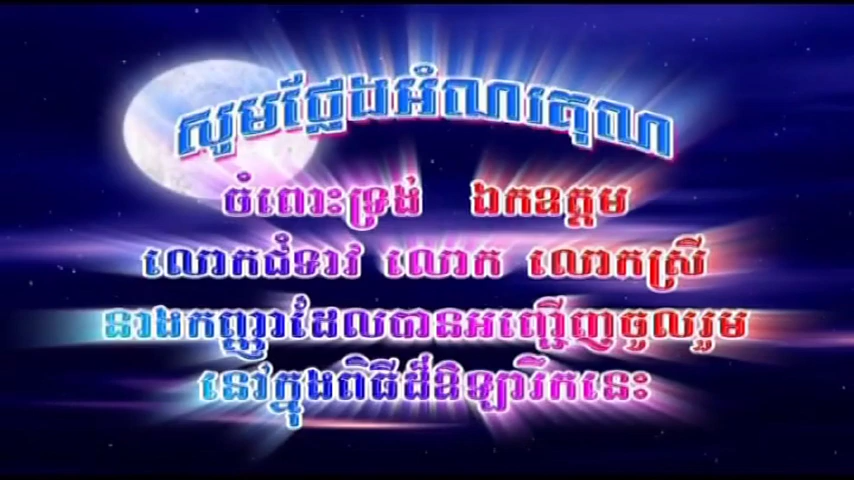 សូមថ្លែងអំណរគុណ
ចំពោះទ្រង់ ឯកឧត្តម
លោកជំទាវ លោក លោកស្រី
នាងកញ្ញាដែលបានអញ្ជើញចូលរួម
នៅក្នុងពិធីដ៏ឱឡារឹកនេះ